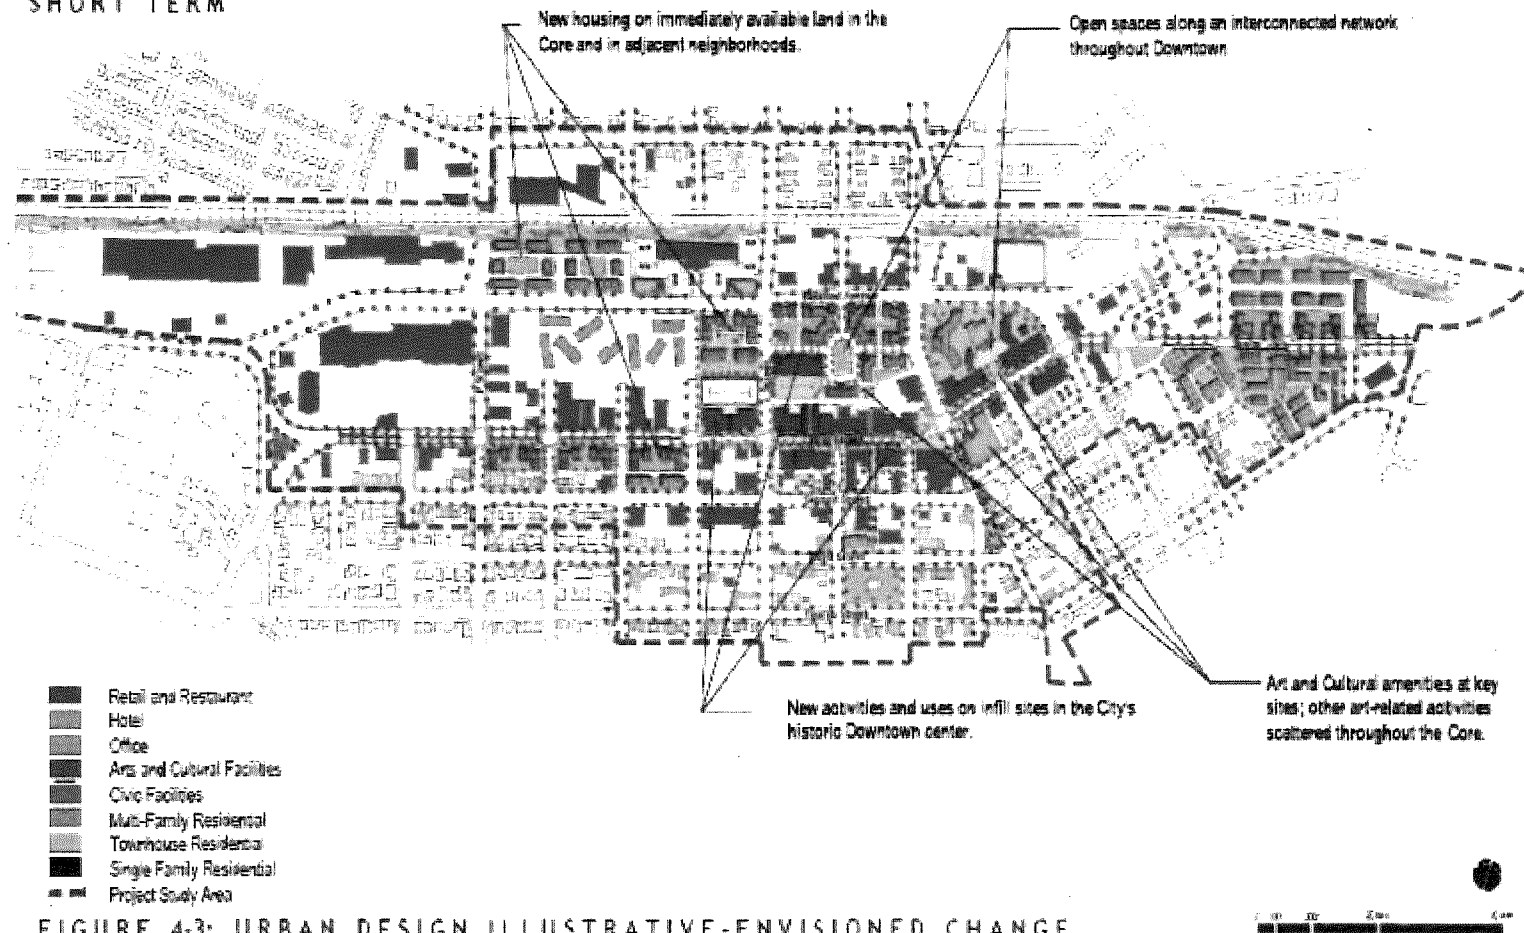 SHORT TERM
New housing on immediately available land in the
Core and in adjacent neighborhoods.
Open spaces along an interconnected network
throughout Downtown
New activities and uses on infill sites in the City's
historic Downtown center.
Art and Cultural amenities at key
sites; other art-related activities
scattered throughout the Core.
Retail and Restaurant
Hotel
Office
Arts and Cultural Facilities
Civic Facilities
Multi-Family Residential
Townhouse Residential
Single Family Residential
Project Study Area
FIGURE 4-3: URBAN DESIGN ILLUSTRATIVE-ENVISIONED CHANGE